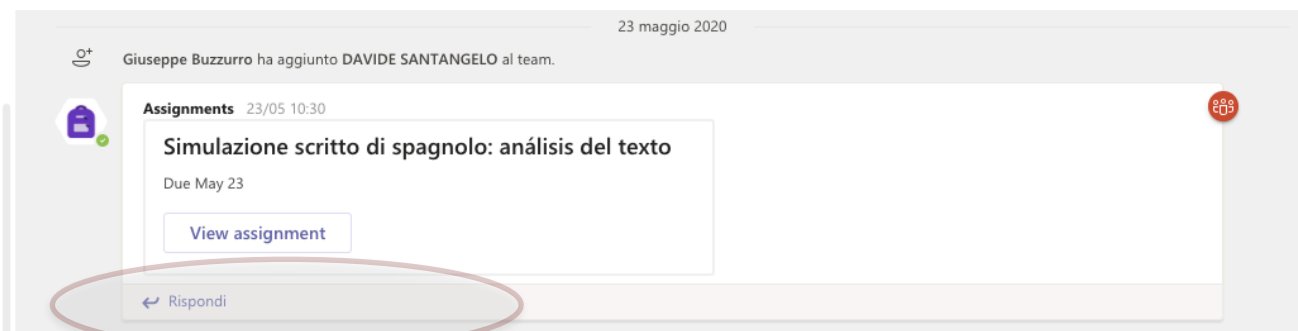 23 maggio 2020
Giuseppe Buzzurro ha aggiunto DAVIDE SANTANGELO al team.
Assignments 23/05 10:30
Simulazione scritto di spagnolo: análisis del texto
Due May 23
View assignment
Rispondi